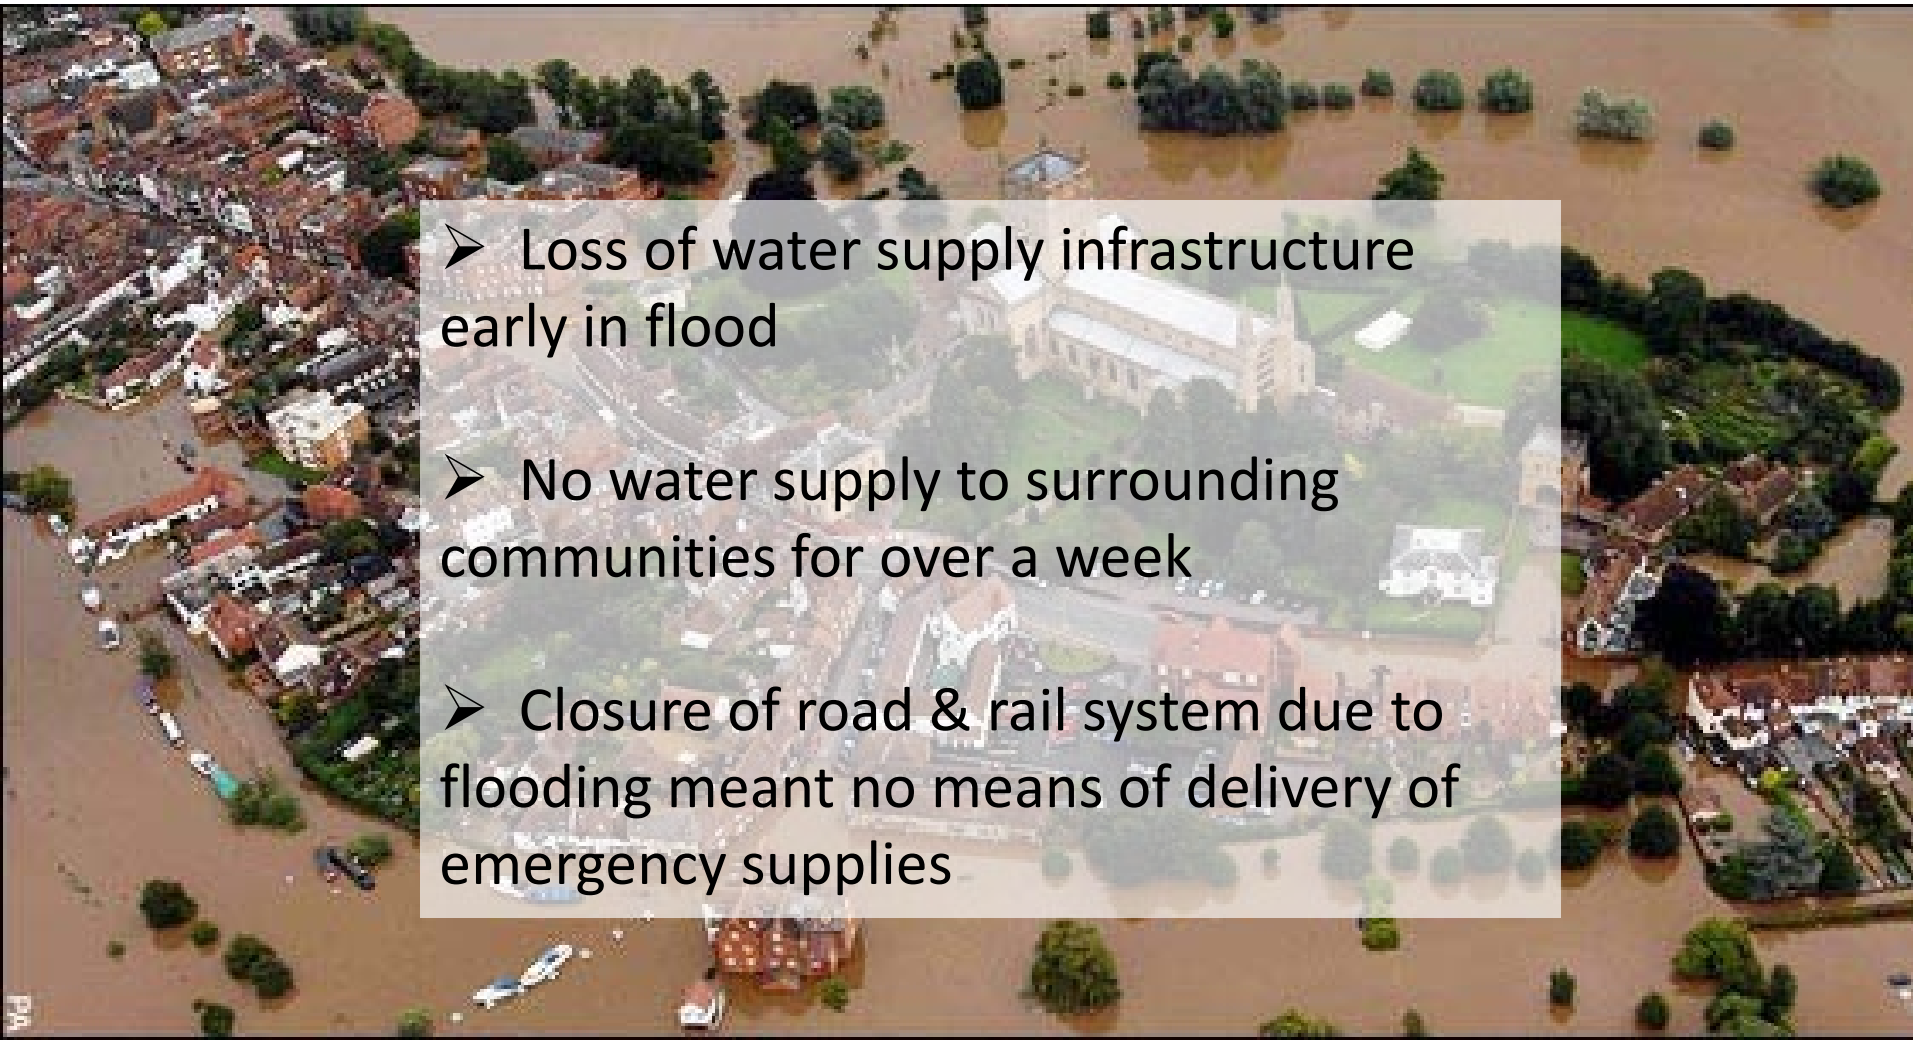 ➢ Loss of water supply infrastructure
early in flood
➢ No water supply to surrounding
communities for over a week
➢ Closure of road & rail system due to
flooding meant no means of delivery of
emergency supplies
PA